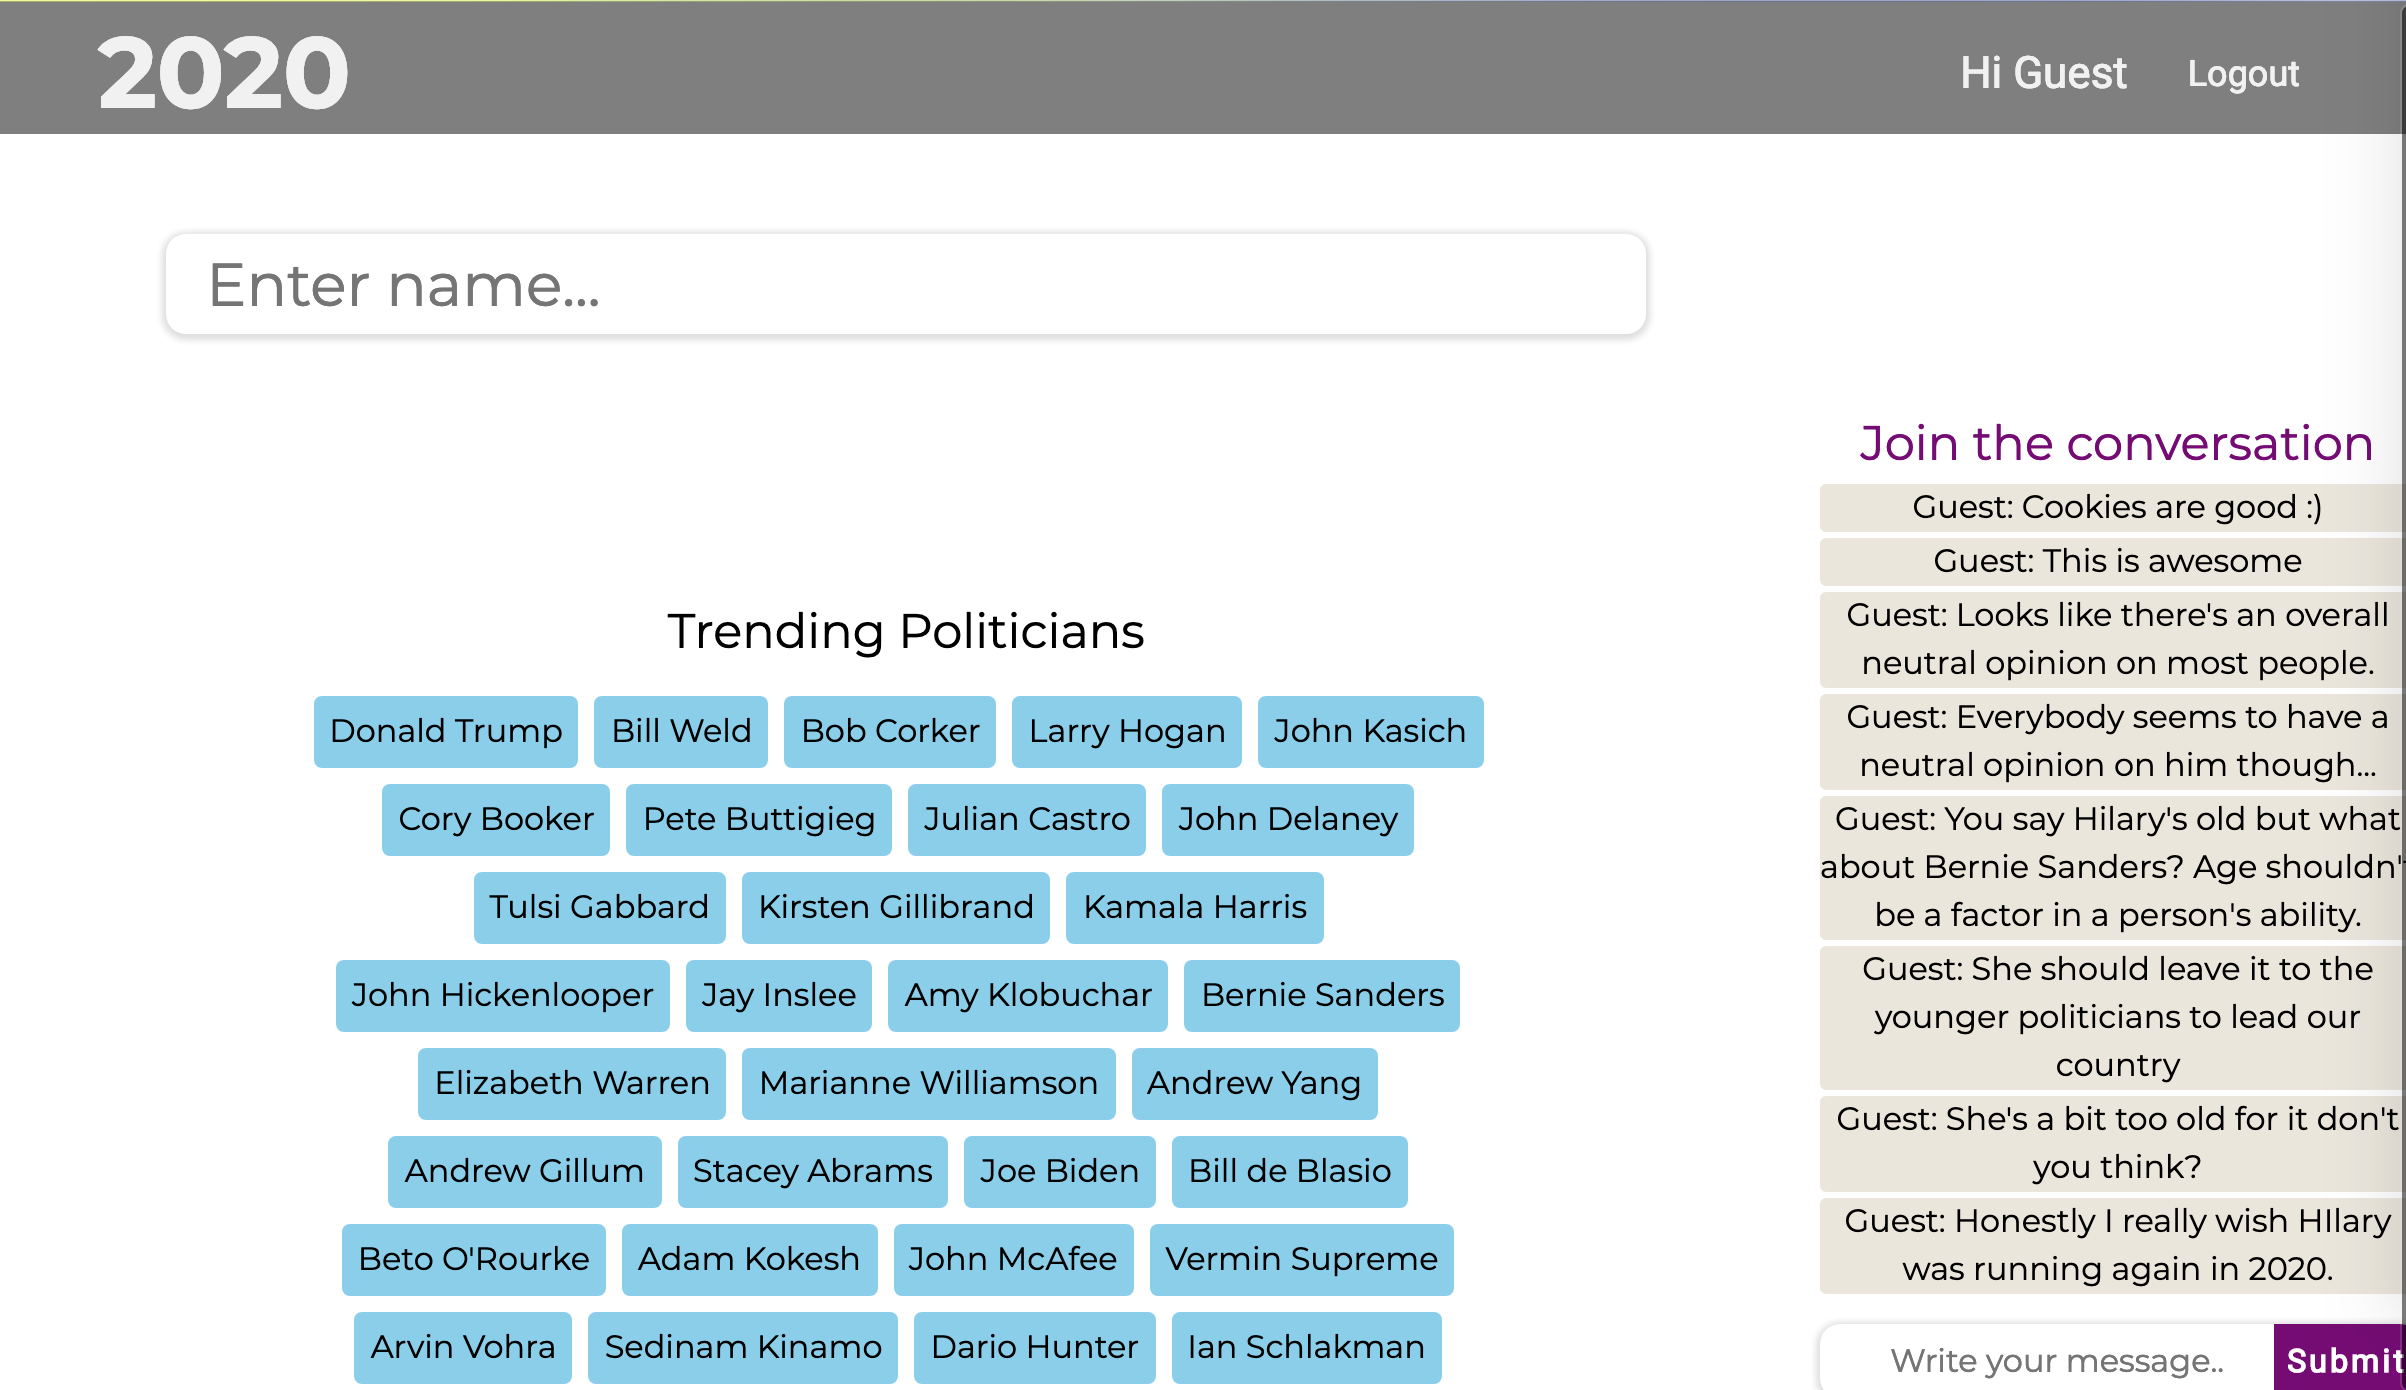 2020
Hi Guest
Logout
Enter name...
Trending Politicians
Donald Trump
Bill Weld
Bob Corker
Larry Hogan
John Kasich
Cory Booker
Pete Buttigieg
Julian Castro
John Delaney
Tulsi Gabbard
Kirsten Gillibrand
Kamala Harris
John Hickenlooper
Jay Inslee
Amy Klobuchar
Bernie Sanders
Elizabeth Warren
Marianne Williamson
Andrew Yang
Andrew Gillum
Stacey Abrams
Joe Biden
Bill de Blasio
Beto O'Rourke
Adam Kokesh
John McAfee
Vermin Supreme
Arvin Vohra
Sedinam Kinamo
Dario Hunter
Ian Schlakman
Join the conversation
Guest: Cookies are good :)
Guest: This is awesome
Guest: Looks like there's an overall
neutral opinion on most people.
Guest: Everybody seems to have a
neutral opinion on him though...
Guest: You say Hilary's old but what
about Bernie Sanders? Age shouldn't
be a factor in a person's ability.
Guest: She should leave it to the
younger politicians to lead our
country
Guest: She's a bit too old for it don't
you think?
Guest: Honestly I really wish HIlary
was running again in 2020.
Write your message..
Submit